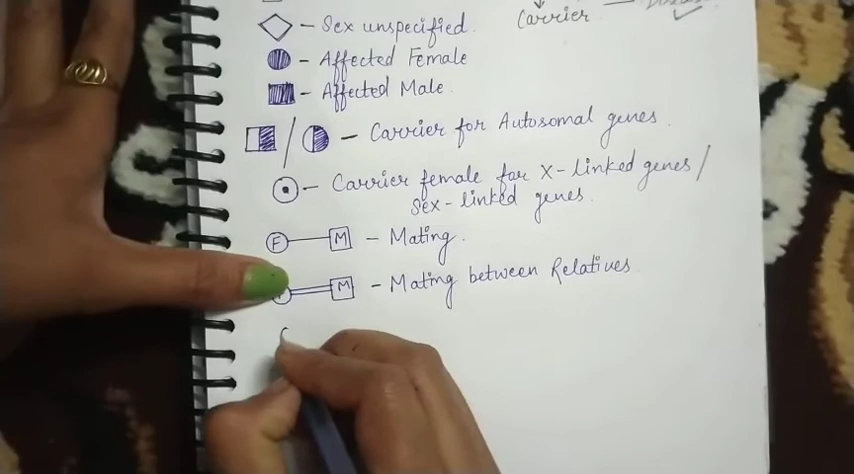 Carrier
– Sex unspecified.
– Affected Female
– Affected Male.
/ – Carrier for Autosomal genes.
– Carrier female for X-linked genes/
Sex-linked genes.
F M – Mating.
M – Mating between Relatives